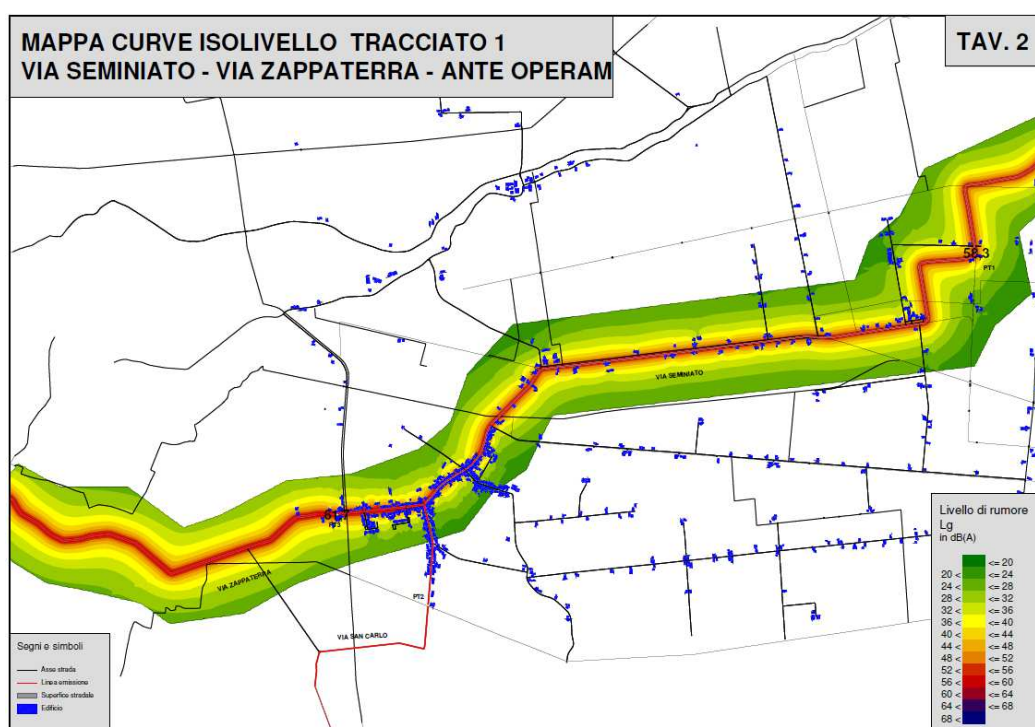 MAPPA CURVE ISOLIVELLO TRACCIATO 1
VIA SEMINIATO - VIA ZAPPATERRA - ANTE OPERAM
TAV. 2
58.3
PT1
VIA SEMINIATO
PT3
VIA ZAPPATERRA
PT2
VIA SAN CARLO
Segni e simboli
Asse strada
Linea emissione
Superfice stradale
Edificio
Livello di rumore
Lg
in dB(A)
<= 20
20 < <= 24
24 < <= 28
28 < <= 32
32 < <= 36
36 < <= 40
40 < <= 44
44 < <= 48
48 < <= 52
52 < <= 56
56 < <= 60
60 < <= 64
64 < <= 68
68 <